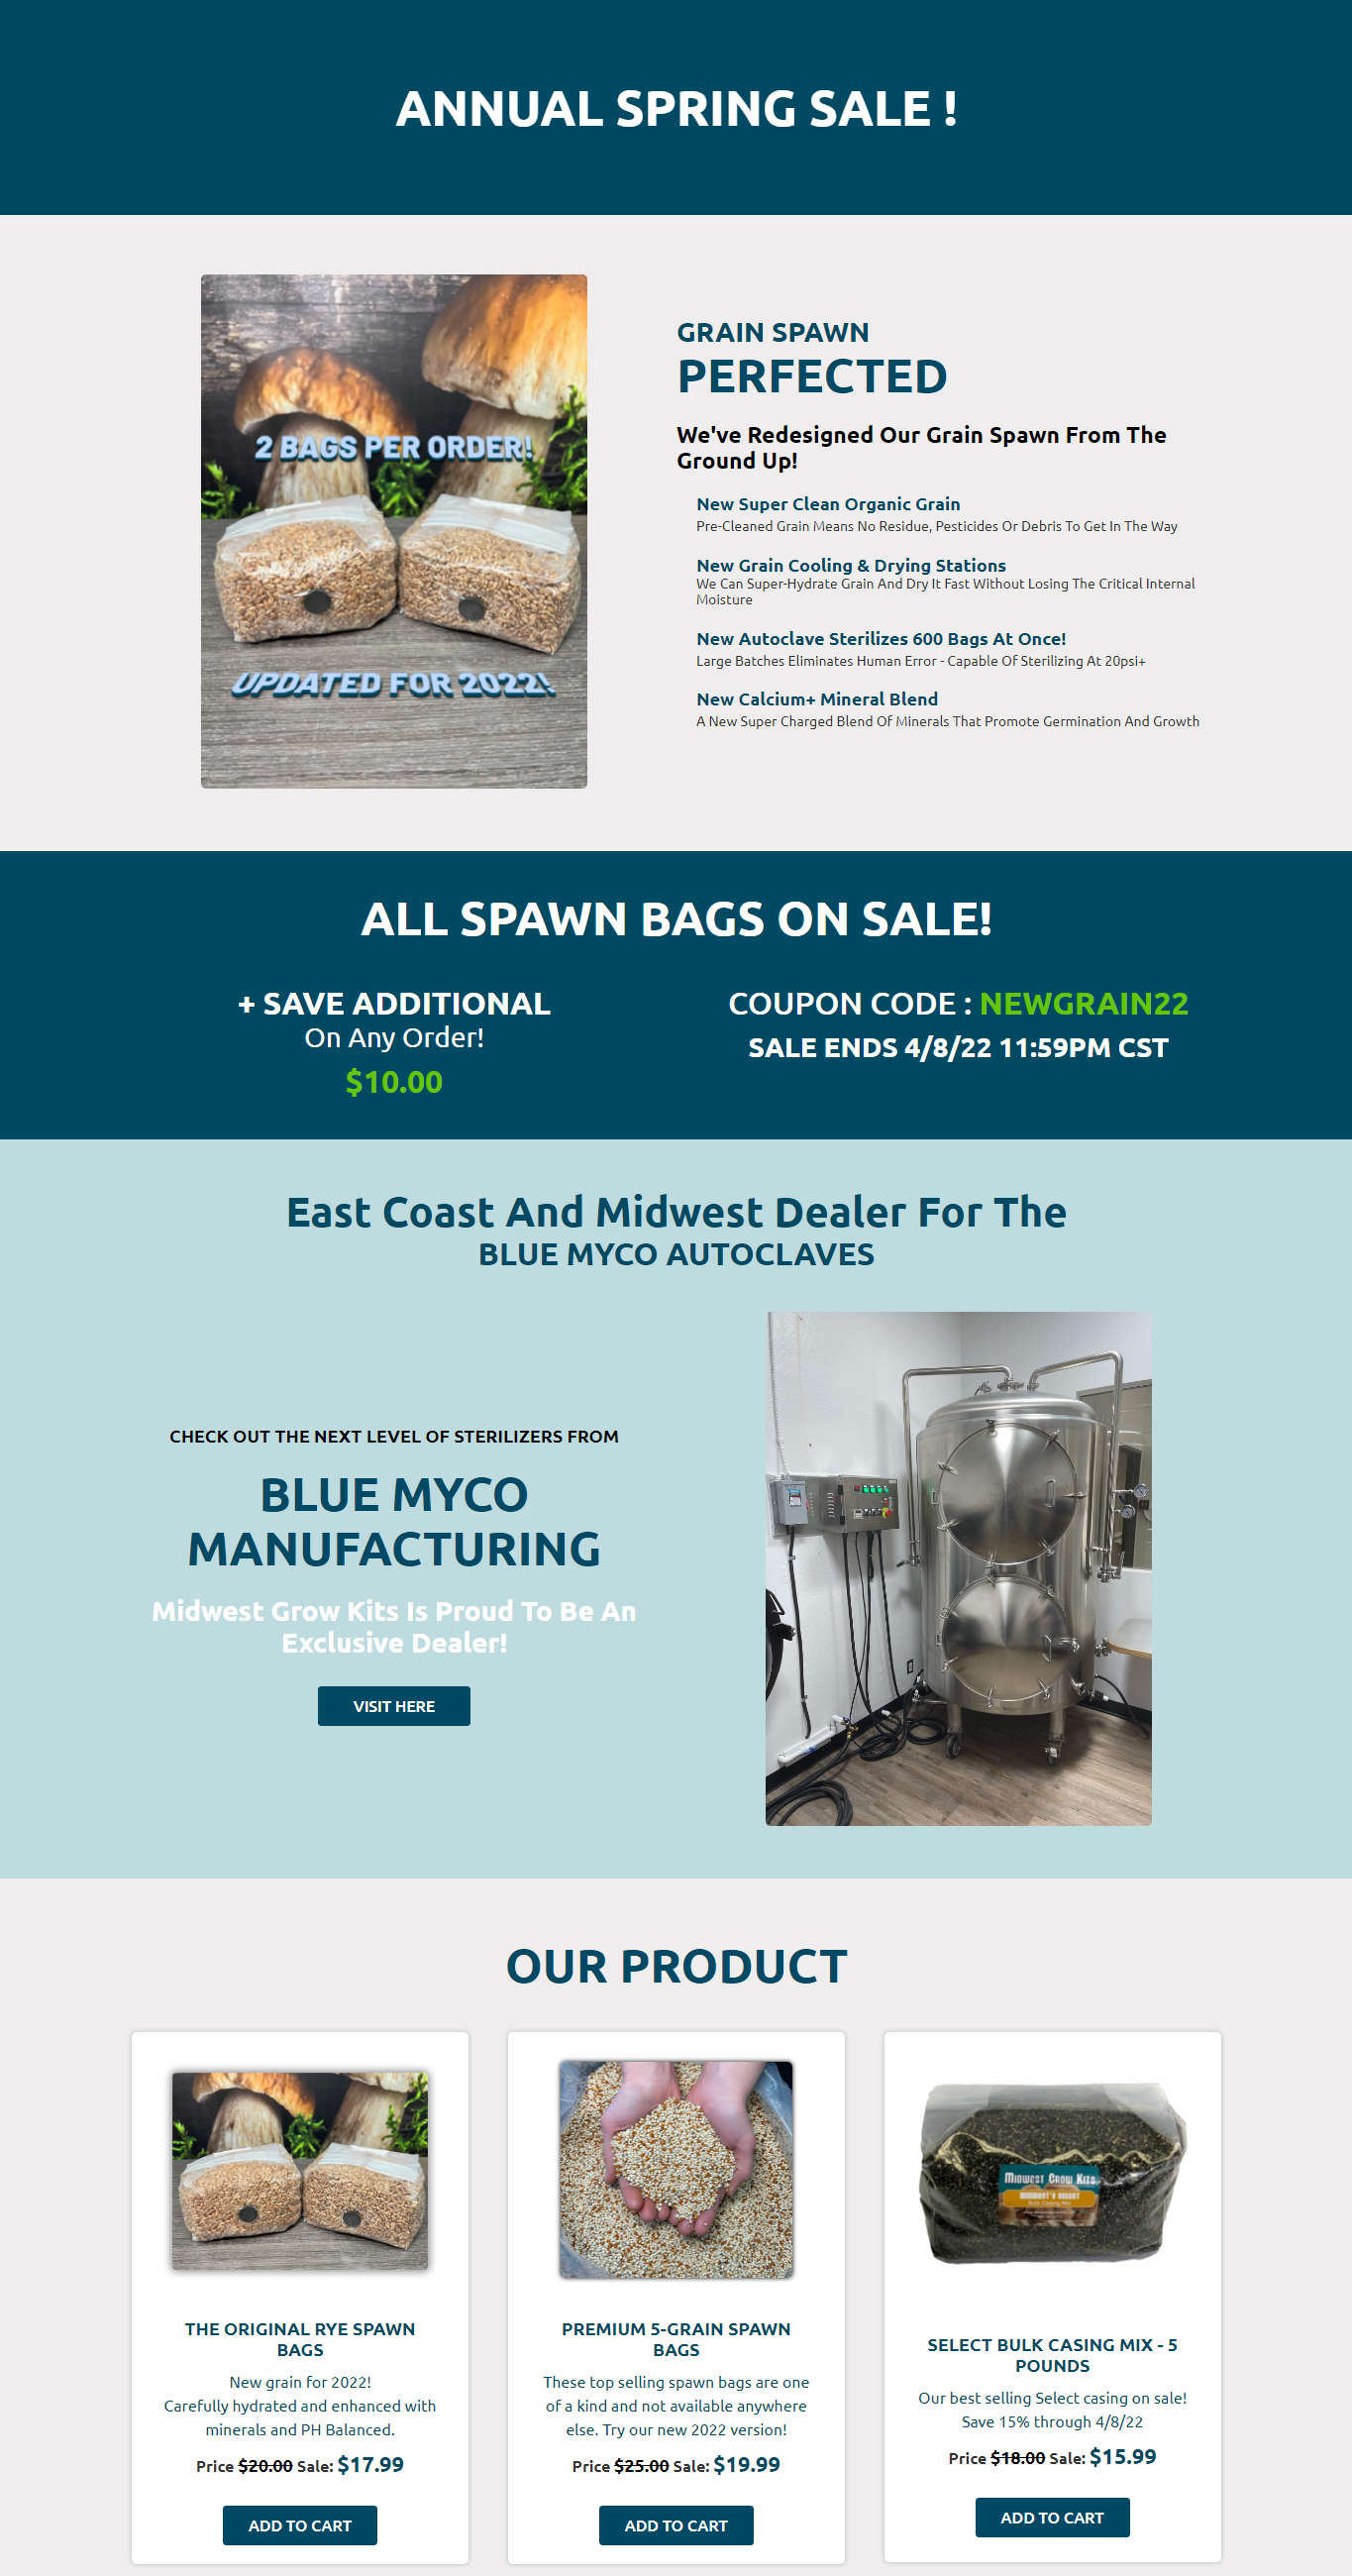 ANNUAL SPRING SALE !
2 BAGS PER ORDER!
UPDATED FOR 2022!
GRAIN SPAWN
PERFECTED
We've Redesigned Our Grain Spawn From The
Ground Up!
New Super Clean Organic Grain
Pre-Cleaned Grain Means No Residue, Pesticides Or Debris To Get In The Way
New Grain Cooling & Drying Stations
We Can Super-Hydrate Grain And Dry It Fast Without Losing The Critical Internal
Moisture
New Autoclave Sterilizes 600 Bags At Once!
Large Batches Eliminates Human Error - Capable Of Sterilizing At 20psi+
New Calcium+ Mineral Blend
A New Super Charged Blend Of Minerals That Promote Germination And Growth
ALL SPAWN BAGS ON SALE!
+ SAVE ADDITIONAL
On Any Order!
$10.00
COUPON CODE : NEWGRAIN22
SALE ENDS 4/8/22 11:59PM CST
East Coast And Midwest Dealer For The
BLUE MYCO AUTOCLAVES
CHECK OUT THE NEXT LEVEL OF STERILIZERS FROM
BLUE MYCO
MANUFACTURING
Midwest Grow Kits Is Proud To Be An
Exclusive Dealer!
VISIT HERE
OUR PRODUCT
THE ORIGINAL RYE SPAWN
BAGS
New grain for 2022!
Carefully hydrated and enhanced with
minerals and PH Balanced.
Price $20.00 Sale: $17.99
ADD TO CART
PREMIUM 5-GRAIN SPAWN
BAGS
These top selling spawn bags are one
of a kind and not available anywhere
else. Try our new 2022 version!
Price $25.00 Sale: $19.99
ADD TO CART
MIDWEST GROW KITS
MIDWEST'S SELECT
Bulk Casing Mix
SELECT BULK CASING MIX - 5
POUNDS
Our best selling Select casing on sale!
Save 15% through 4/8/22
Price $18.00 Sale: $15.99
ADD TO CART